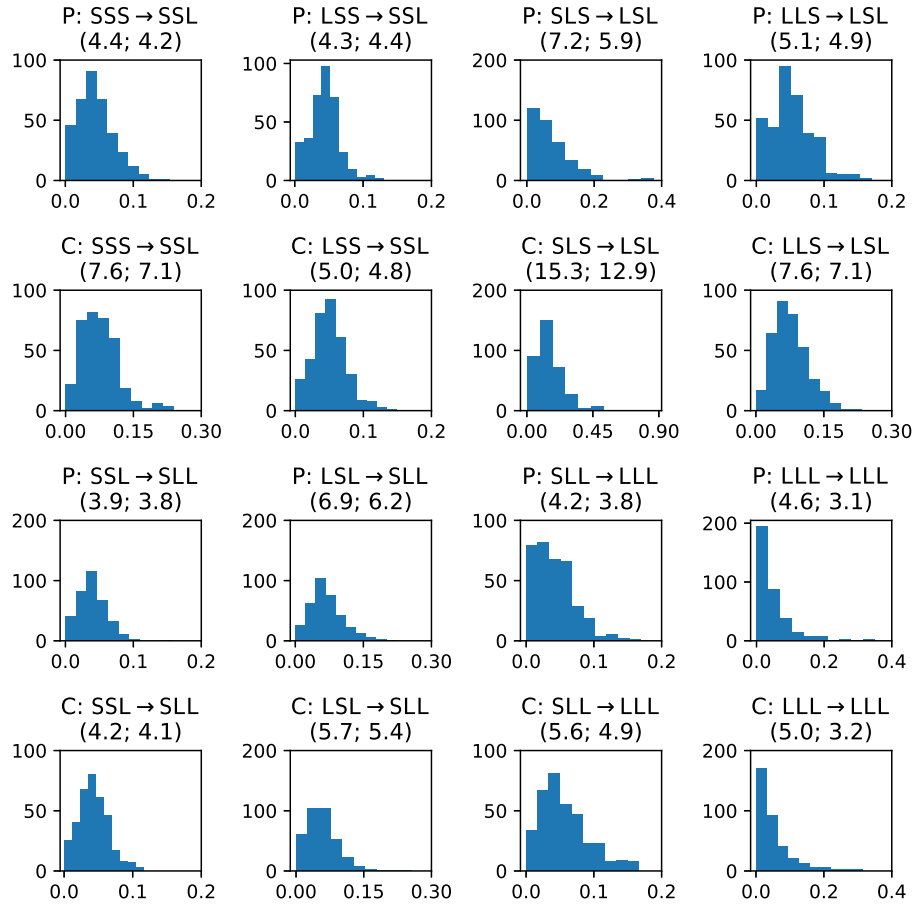 P: SSS→SSL
(4.4; 4.2)
100
50
0
0.0 0.1 0.2
P: LSS→SSL
(4.3; 4.4)
100
50
0
0.0 0.1 0.2
P: SLS→LSL
(7.2; 5.9)
200
100
0
0.0 0.2 0.4
P: LLS→LSL
(5.1; 4.9)
100
50
0
0.0 0.1 0.2
C: SSS→SSL
(7.6; 7.1)
100
50
0
0.00 0.15 0.30
C: LSS→SSL
(5.0; 4.8)
100
50
0
0.0 0.1 0.2
C: SLS→LSL
(15.3; 12.9)
200
100
0
0.00 0.45 0.90
C: LLS→LSL
(7.6; 7.1)
100
50
0
0.00 0.15 0.30
P: SSL→SLL
(3.9; 3.8)
200
100
0
0.0 0.1 0.2
P: LSL→SLL
(6.9; 6.2)
200
100
0
0.00 0.15 0.30
P: SLL→LLL
(4.2; 3.8)
100
50
0
0.0 0.1 0.2
P: LLL→LLL
(4.6; 3.1)
200
100
0
0.0 0.2 0.4
C: SSL→SLL
(4.2; 4.1)
100
50
0
0.0 0.1 0.2
C: LSL→SLL
(5.7; 5.4)
200
100
0
0.00 0.15 0.30
C: SLL→LLL
(5.6; 4.9)
100
50
0
0.0 0.1 0.2
C: LLL→LLL
(5.0; 3.2)
200
100
0
0.0 0.2 0.4